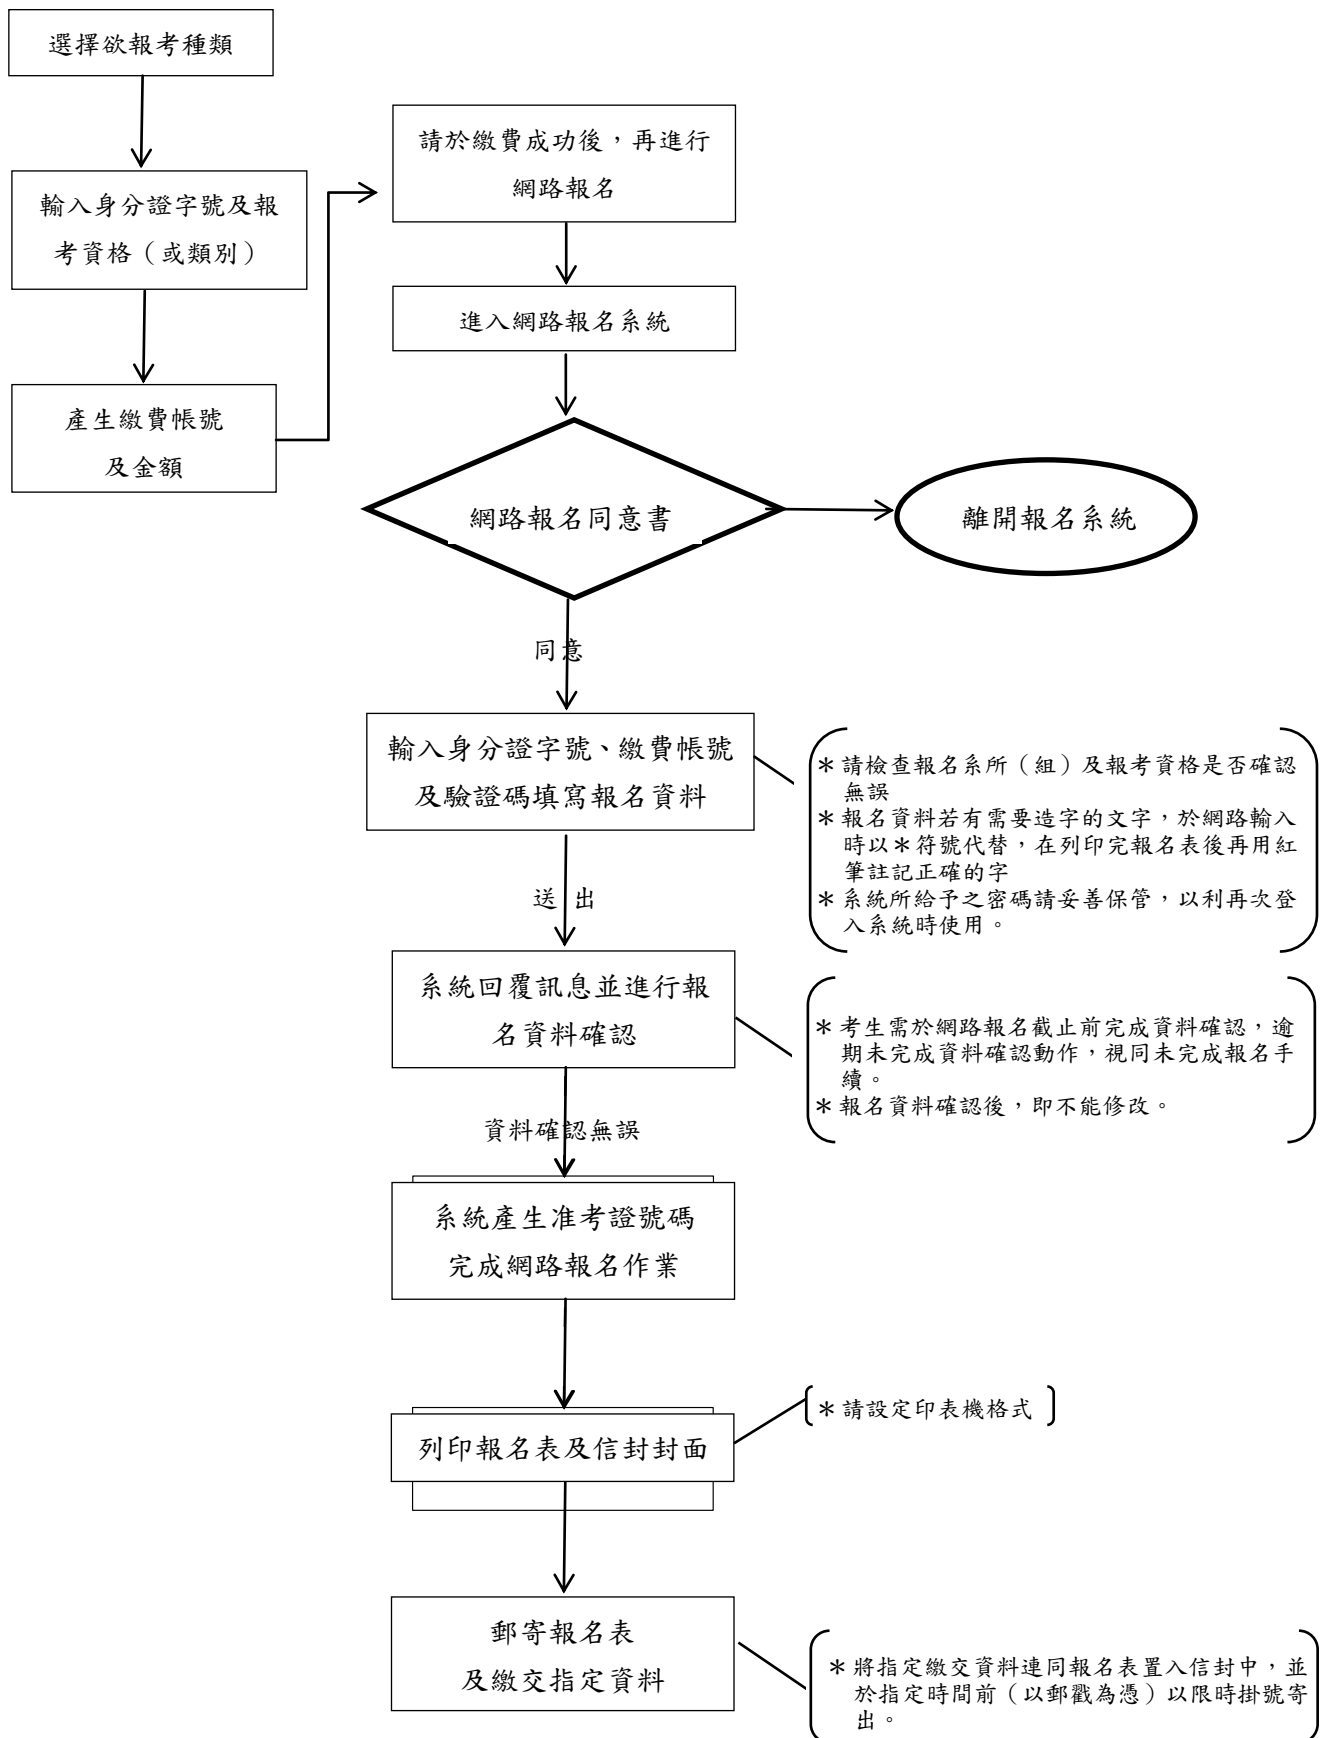 選擇欲報考種類
輸入身分證字號及報
考資格（或類別）
產生繳費帳號
及金額
請於繳費成功後，再進行
網路報名
進入網路報名系統
網路報名同意書
離開報名系統
同意
輸入身分證字號、繳費帳號
及驗證碼填寫報名資料
＊請檢查報名系所（組）及報考資格是否確認
無誤
＊報名資料若有需要造字的文字，於網路輸入
時以＊符號代替，在列印完報名表後再用紅
筆註記正確的字
＊系統所給予之密碼請妥善保管，以利再次登
入系統時使用。
送 出
系統回覆訊息並進行報
名資料確認
＊考生需於網路報名截止前完成資料確認，逾
期未完成資料確認動作，視同未完成報名手
續。
＊報名資料確認後，即不能修改。
資料確認無誤
系統產生准考證號碼
完成網路報名作業
列印報名表及信封封面
＊請設定印表機格式
郵寄報名表
及繳交指定資料
＊將指定繳交資料連同報名表置入信封中，並
於指定時間前（以郵戳為憑）以限時掛號寄
出。